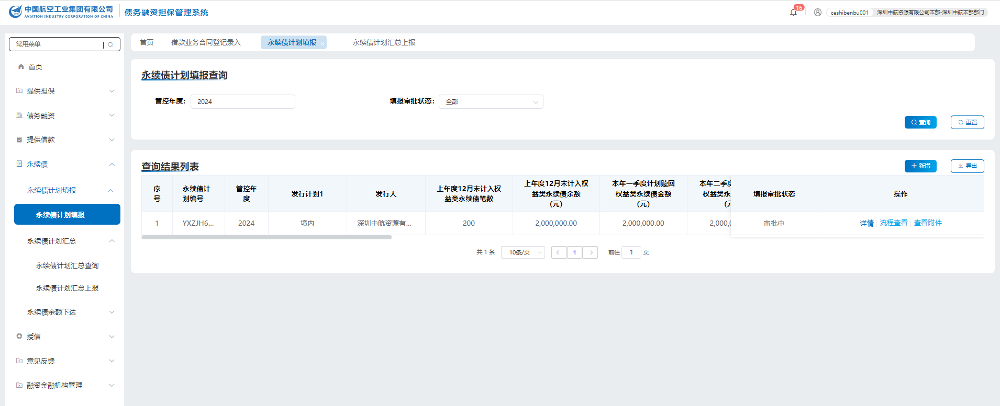 中国航空工业集团有限公司
AVIATION INDUSTRY CORPORATION OF CHINA
债务融资担保管理系统
16
ceshibenbu001
深圳中航资源有限公司本部-深圳中航本部部门
常用菜单
首页
提供担保
债务融资
提供借款
永续债
永续债计划填报
永续债计划填报
永续债计划汇总
永续债计划汇总查询
永续债计划汇总上报
永续债余额下达
授信
意见反馈
融资金融机构管理
首页 借款业务合同登记录入 永续债计划填报 × 永续债计划汇总上报
永续债计划填报查询
管控年度: 2024 填报审批状态: 全部
查询 重置
查询结果列表
新增 导出
序号 永续债计划编号 管控年度 发行计划1 发行人 上年度12月末计入权益类永续债笔数 上年度12月末计入权益类永续债余额(元) 本年一季度计划赎回权益类永续债金额(元) 本年二季 权益类永 (元 填报审批状态 操作
1 YXZJH6... 2024 境内 深圳中航资源有... 200 2,000,000.00 2,000,000.00 2,000,0 审批中 详情 流程查看 查看附件
共 1 条 10条/页 1 前往 1 页